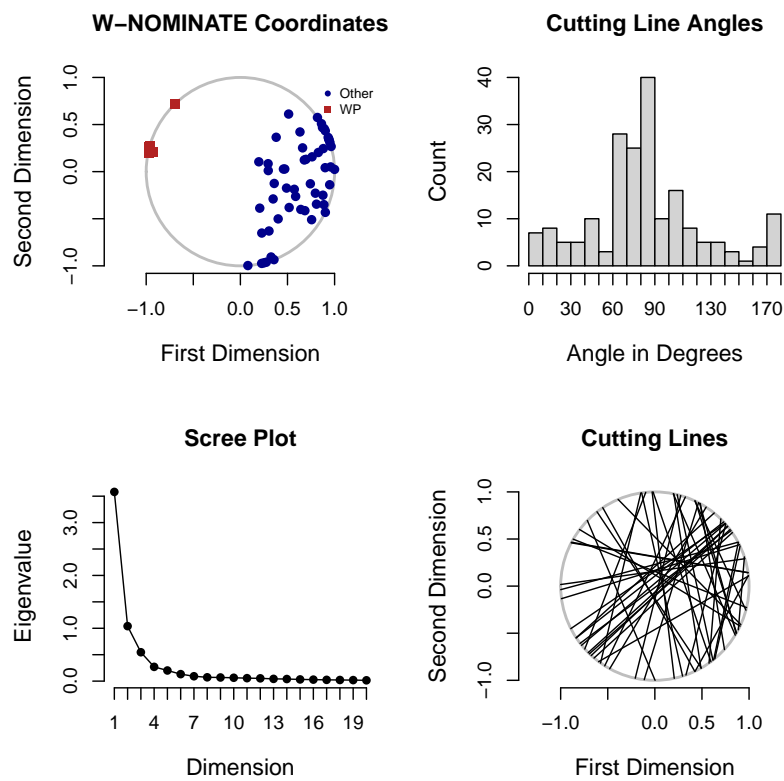 W−NOMINATE Coordinates
Second Dimension
1.0
0.5
0.0
−1.0
Other
WP
−1.0 0.0 0.5 1.0
First Dimension
Cutting Line Angles
Count
40
30
20
10
0
0 30 60 90 130 170
Angle in Degrees
Scree Plot
Eigenvalue
3.0
2.0
1.0
0.0
1 4 7 10 13 16 19
Dimension
Cutting Lines
Second Dimension
1.0
0.5
0.0
−1.0
−1.0 0.0 0.5 1.0
First Dimension